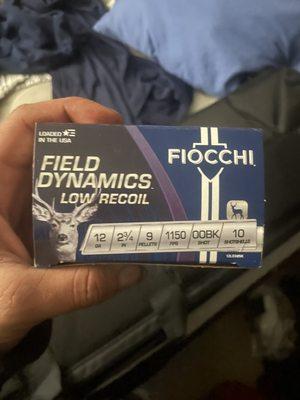 LOADED
IN THE USA
FIELD
DYNAMICS
LOW RECOIL
FIOCCHI
12 2¾ 9 1150 00BK 10
GA IN PELLETS FPS SHOT SHOTSHELLS
12LE00BK